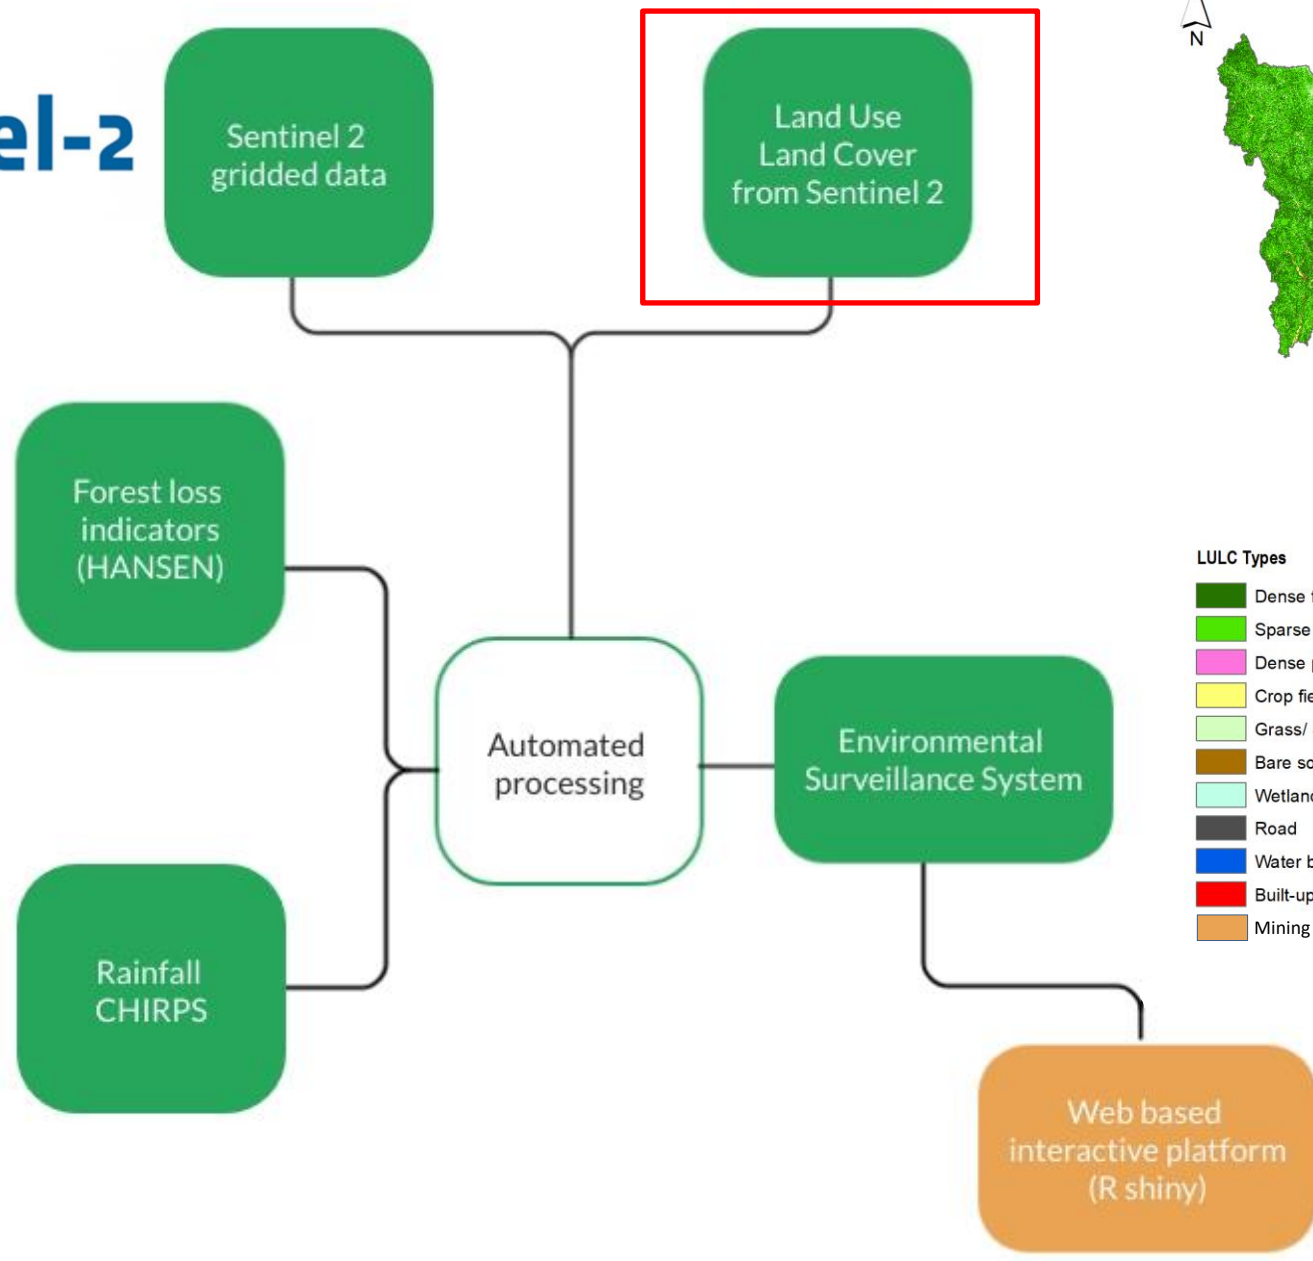 el-2
Sentinel 2
gridded data
Land Use
Land Cover
from Sentinel 2
N
Forest loss
indicators
(HANSEN)
Automated
processing
Environmental
Surveillance System
Rainfall
CHIRPS
Web based
interactive platform
(R shiny)
LULC Types
Dense
Sparse
Dense
Crop
Grass/
Bare
Road
Water
Built-up
Mining